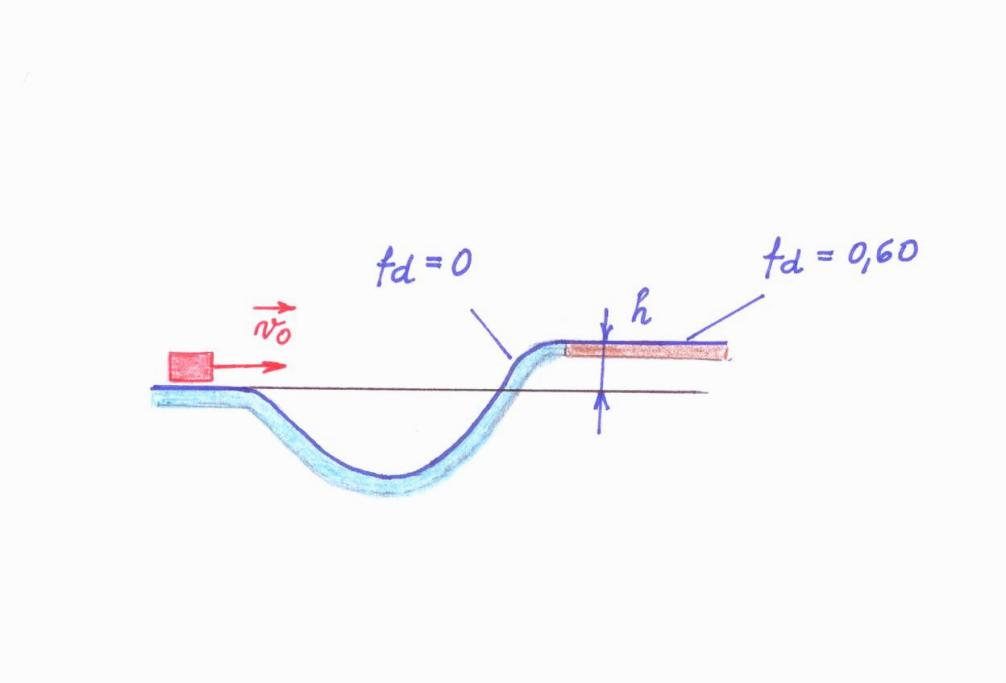 h
fd = 0,60
fd = 0
v₀